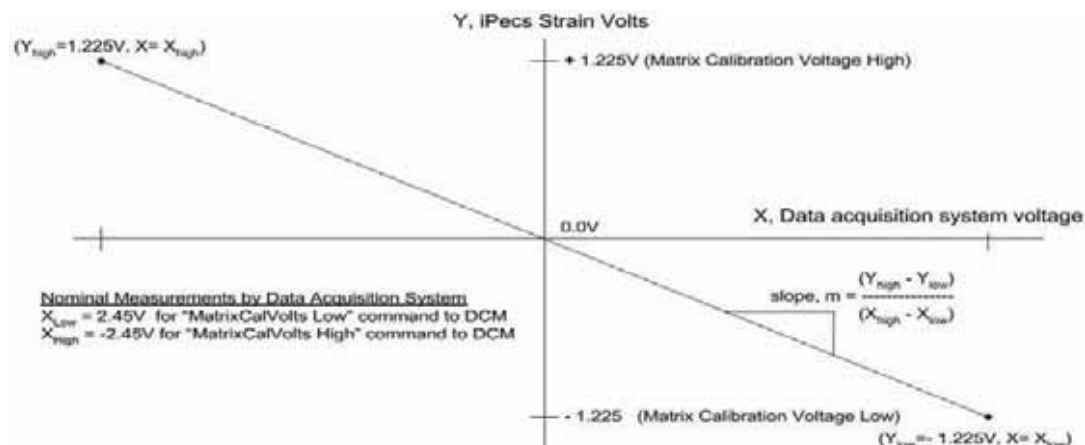 Y, iPecs Strain Volts
(Yhigh=1.225V, X= Xhigh)
+ 1.225V (Matrix Calibration Voltage High)
X, Data acquisition system voltage
0.0V
Nominal Measurements by Data Acquisition System
XLow = 2.45V for "MatrixCalVolts Low" command to DCM
XHigh = -2.45V for "MatrixCalVolts High" command to DCM
slope, m = (Yhigh - Ylow)
----------------
(Xhigh - Xlow)
- 1.225 (Matrix Calibration Voltage Low)
1.225V, X= X